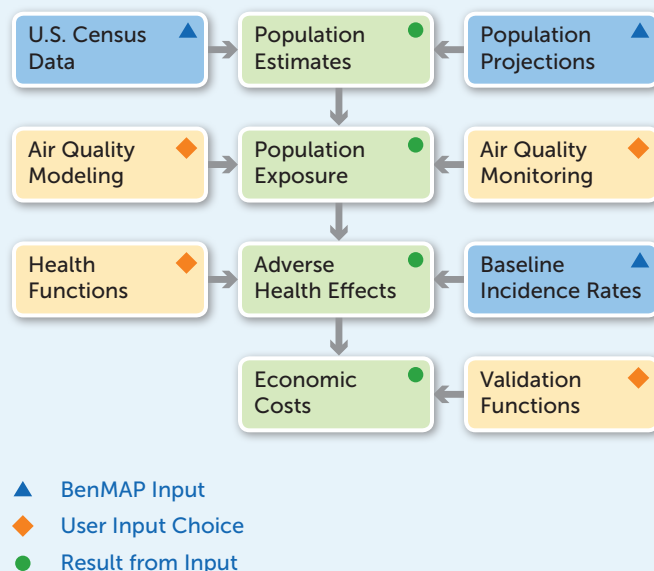 U.S. Census
Data
Population
Estimates
Population
Projections
Air Quality
Modeling
Population
Exposure
Air Quality
Monitoring
Health
Functions
Adverse
Health Effects
Baseline
Incidence Rates
Economic
Costs
Validation
Functions
BenMAP Input
User Input Choice
Result from Input